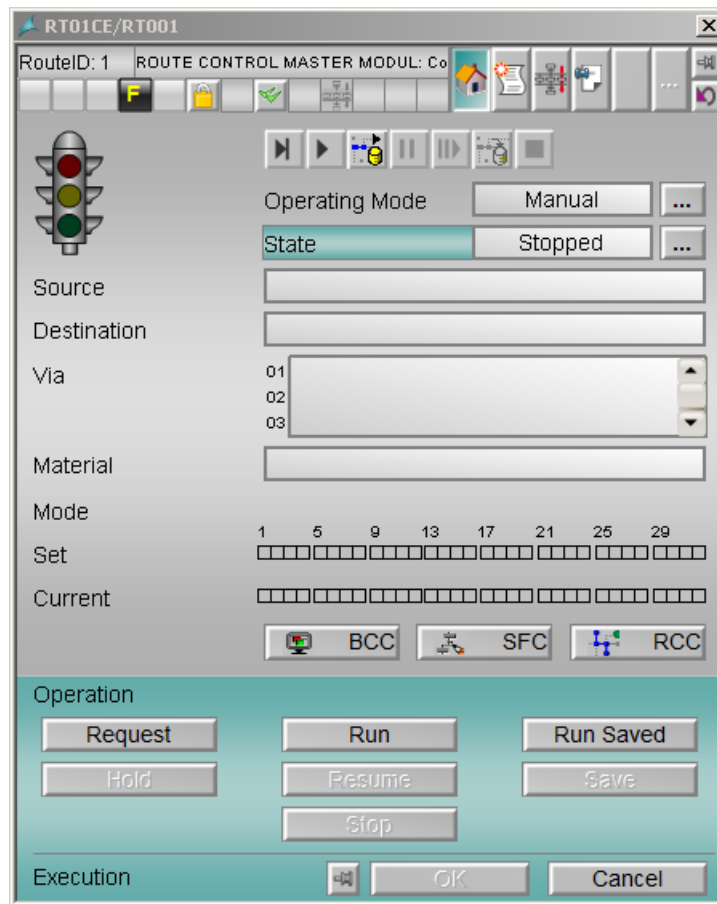 RT01CE/RT001
RouteID: 1 ROUTE CONTROL MASTER MODUL: Co
F ...
Operating Mode Manual ...
State Stopped ...
Source
Destination
Via 01
02
03
Material
Mode
1 5 9 13 17 21 25 29
Set
Current
BCC SFC RCC
Operation
Request Run Run Saved
Hold Resume Save
Stop
Execution OK Cancel